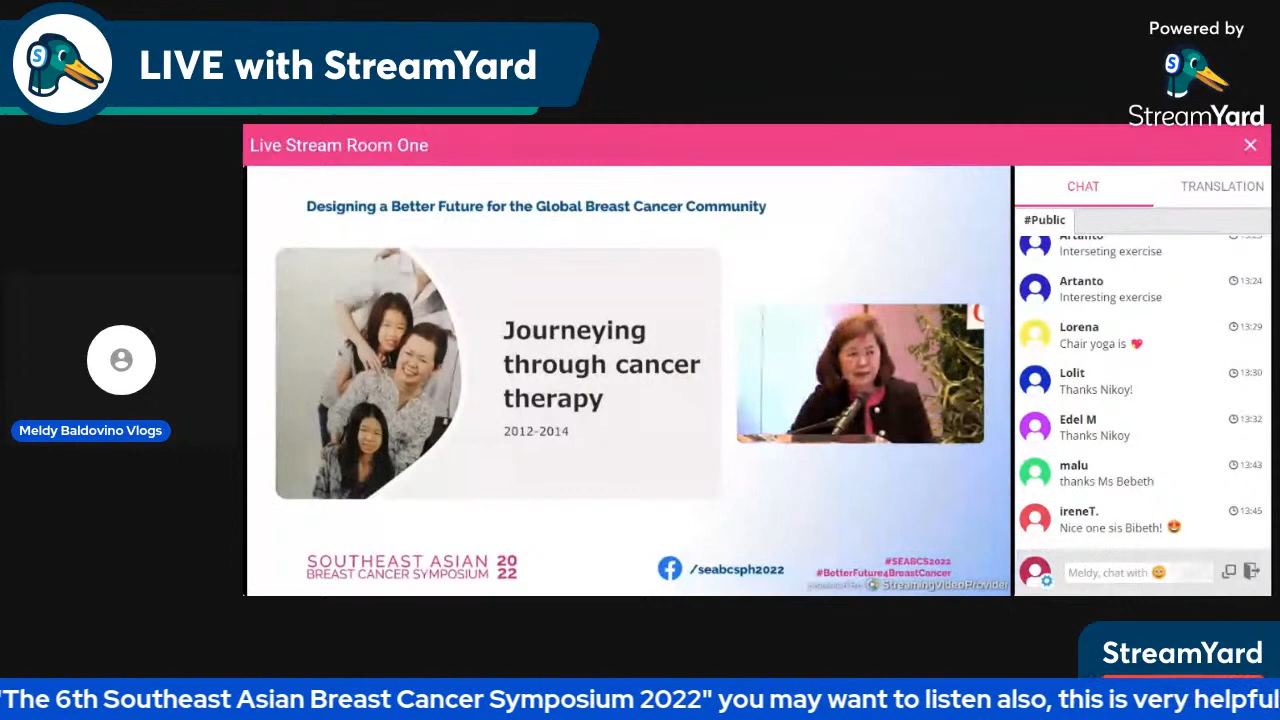 S
LIVE with StreamYard
Powered by
S
StreamYard
Live Stream Room One
Designing a Better Future for the Global Breast Cancer Community
Journeying
through cancer
therapy
2012-2014
SOUTHEAST ASIAN 20
BREAST CANCER SYMPOSIUM 22
/seabcsph2022
#SEABCS2022
#BetterFuture4BreastCancer
StreamingVideoProvider
CHAT
TRANSLATION
#Public
Artanto
Interseting exercise
Artanto 13:24
Interesting exercise
Lorena 13:29
Chair yoga is 💖
Lolit 13:30
Thanks Nikoy!
Edel M 13:32
Thanks Nikoy
malu 13:43
thanks Ms Bebeth
ireneT. 13:45
Nice one sis Bibeth! 😍
Meldy, chat with 😊
Meldy Baldovino Vlogs
StreamYard
"The 6th Southeast Asian Breast Cancer Symposium 2022" you may want to listen also, this is very helpful